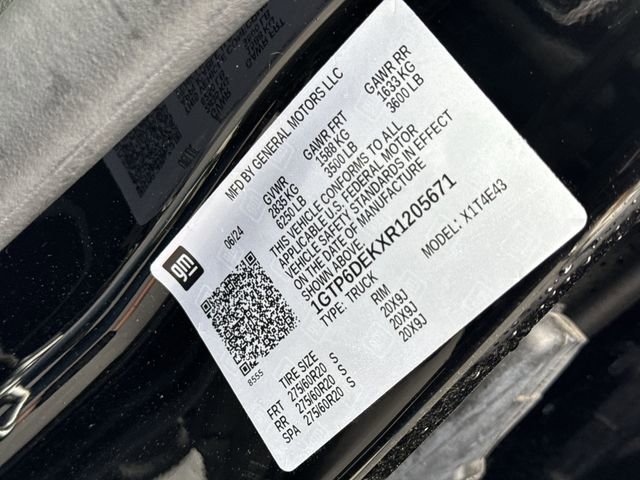 MFD BY GENERAL MOTORS LLC
06/24
GVWR GAWR FRT GAWR RR
2835 KG 1588 KG 1633 KG
6250 LB 3500 LB 3600 LB
THIS VEHICLE CONFORMS TO ALL
APPLICABLE U.S. FEDERAL MOTOR
VEHICLE SAFETY STANDARDS IN EFFECT
ON THE DATE OF MANUFACTURE
SHOWN ABOVE.
1GTP6DEKXR1205671
TYPE: TRUCK MODEL: X1T4E43
gm
8555
TIRE SIZE RIM
FRT 275/60R20 S 20X9J
RR 275/60R20 S 20X9J
SPA 275/60R20 S 20X9J